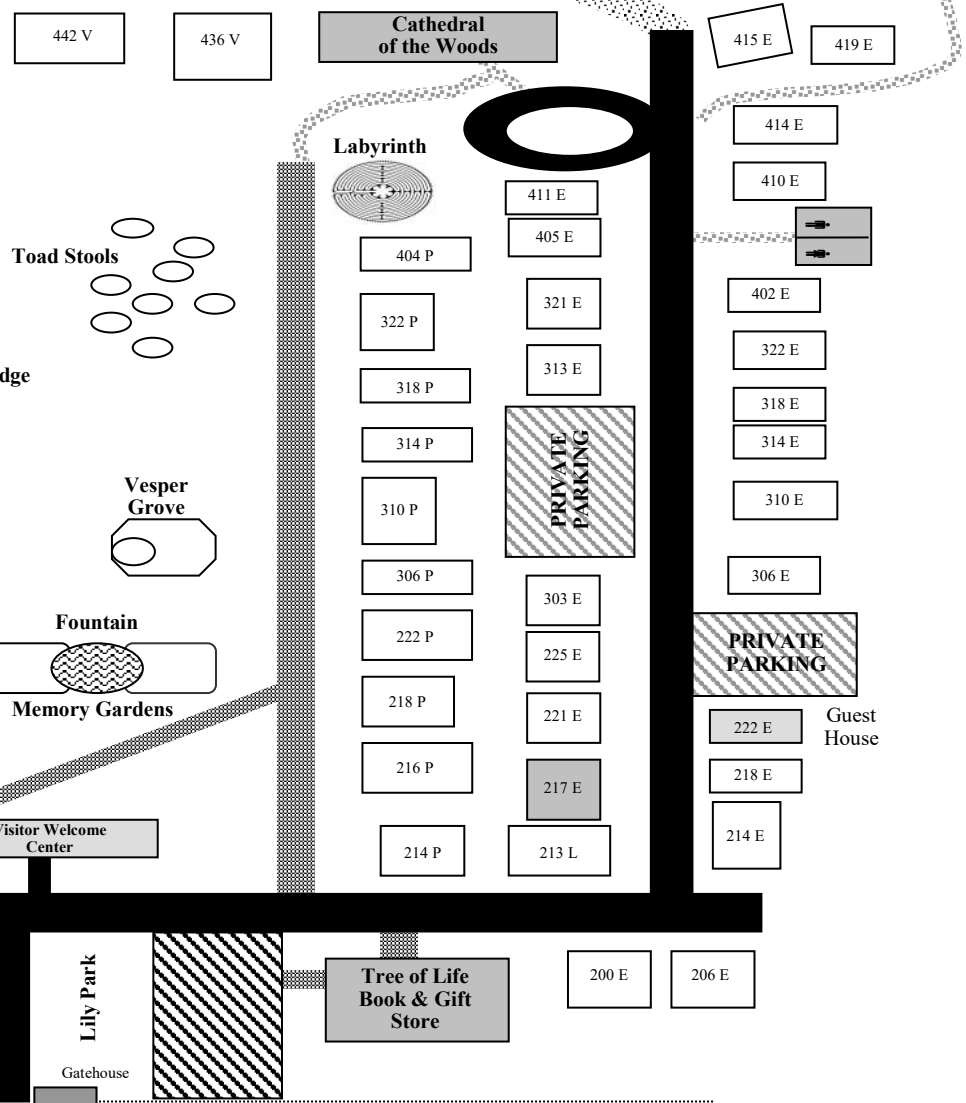 442 V
436 V
Cathedral
of the Woods
415 E
419 E
414 E
Labyrinth
410 E
411 E
405 E
Toad Stools
404 P
402 E
321 E
322 P
322 E
313 E
dge
318 P
318 E
314 P
314 E
PRIVATE
PARKING
Vesper
Grove
310 P
310 E
306 P
306 E
303 E
Fountain
222 P
225 E
PRIVATE
PARKING
Memory Gardens
218 P
221 E
222 E
Guest
House
216 P
217 E
218 E
Visitor Welcome
Center
214 P
213 L
214 E
Lily Park
Tree of Life
Book & Gift
Store
200 E
206 E
Gatehouse